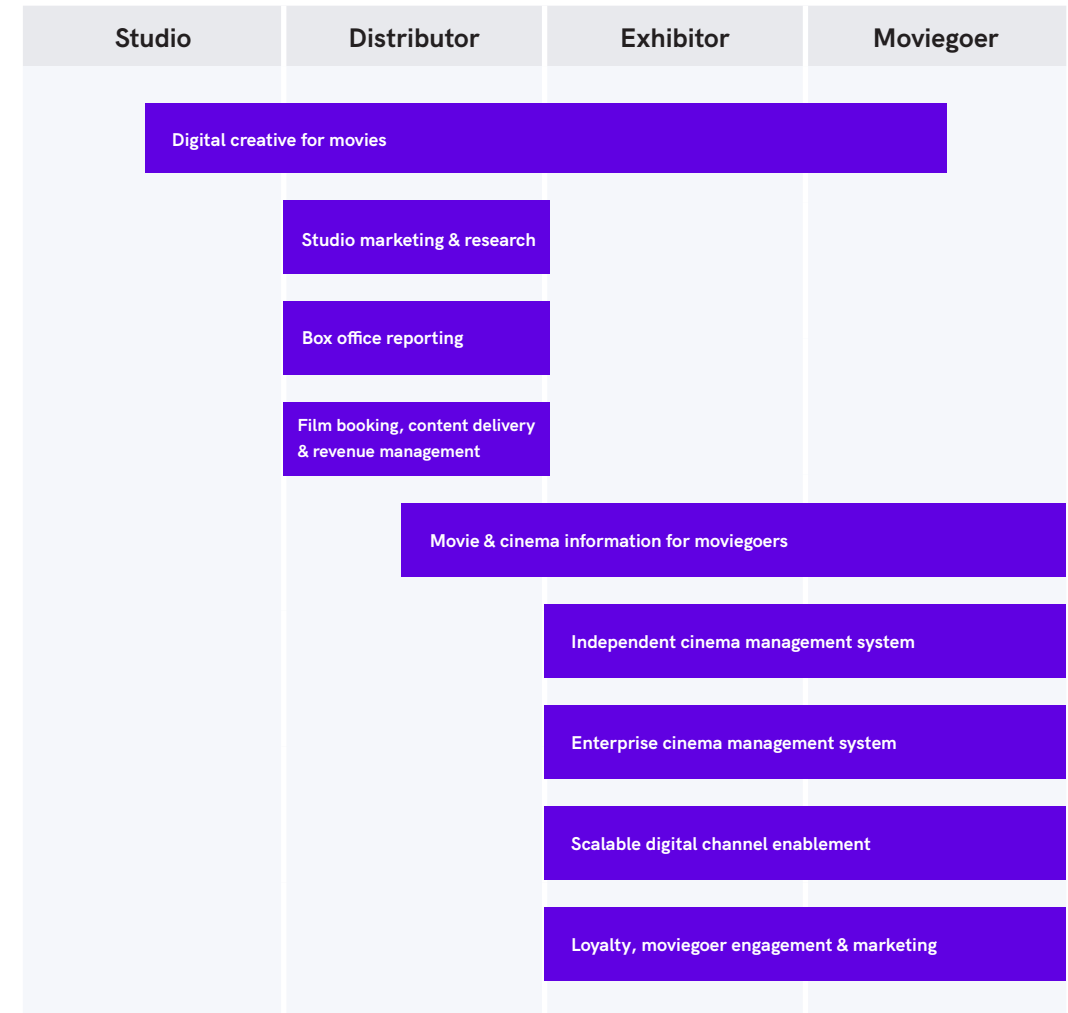 Studio
Distributor
Exhibitor
Moviegoer
Digital creative for movies
Studio marketing & research
Box office reporting
Film booking, content delivery
& revenue management
Movie & cinema information for moviegoers
Independent cinema management system
Enterprise cinema management system
Scalable digital channel enablement
Loyalty, moviegoer engagement & marketing